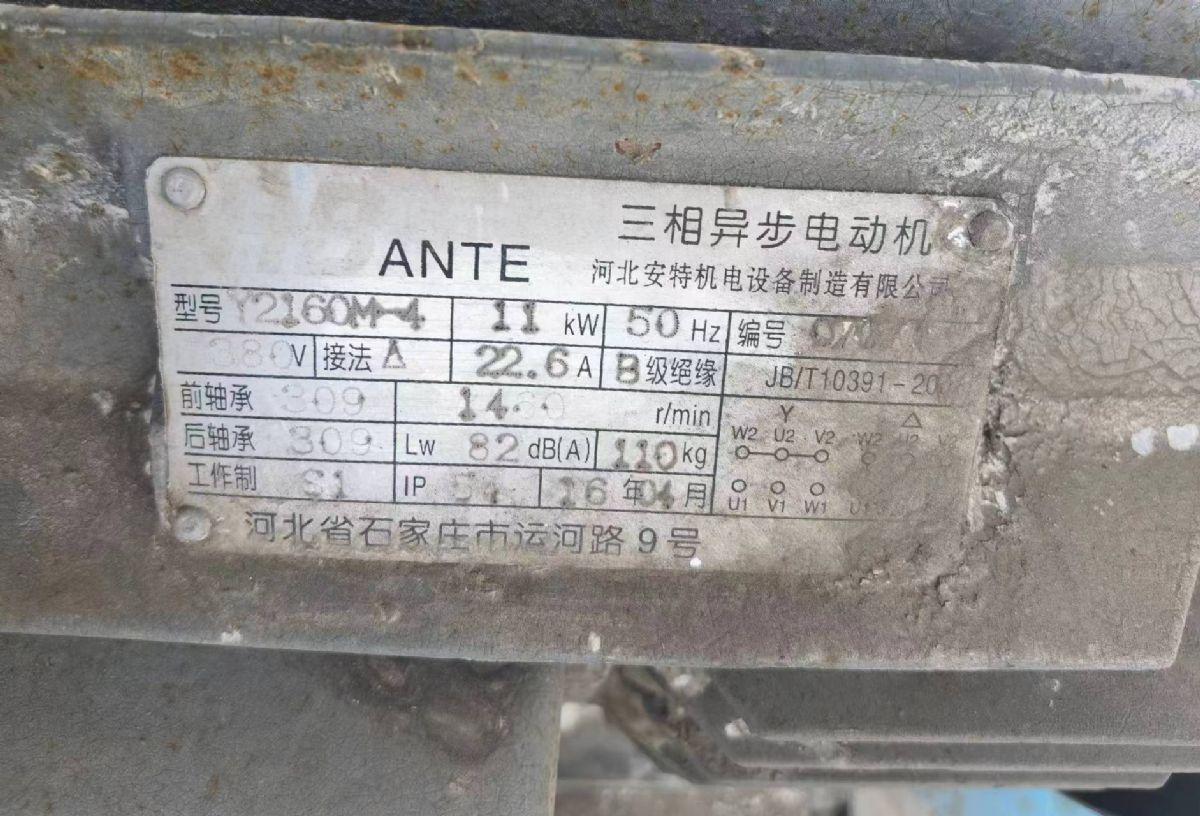 三相异步电动机
ANTE 河北安特机电设备制造有限公司
型号 Y2160M-4 11 kW 50 Hz 编号
380 V 接法 △ 22.6 A B 级绝缘 JB/T10391-20
前轴承 309 1460 r/min Y △
后轴承 309 Lw 82 dB(A) 110 kg W2 U2 V2 W2 U2
工作制 S1 IP 16 年 04 月 U1 V1 W1 U1
河北省石家庄市运河路9号